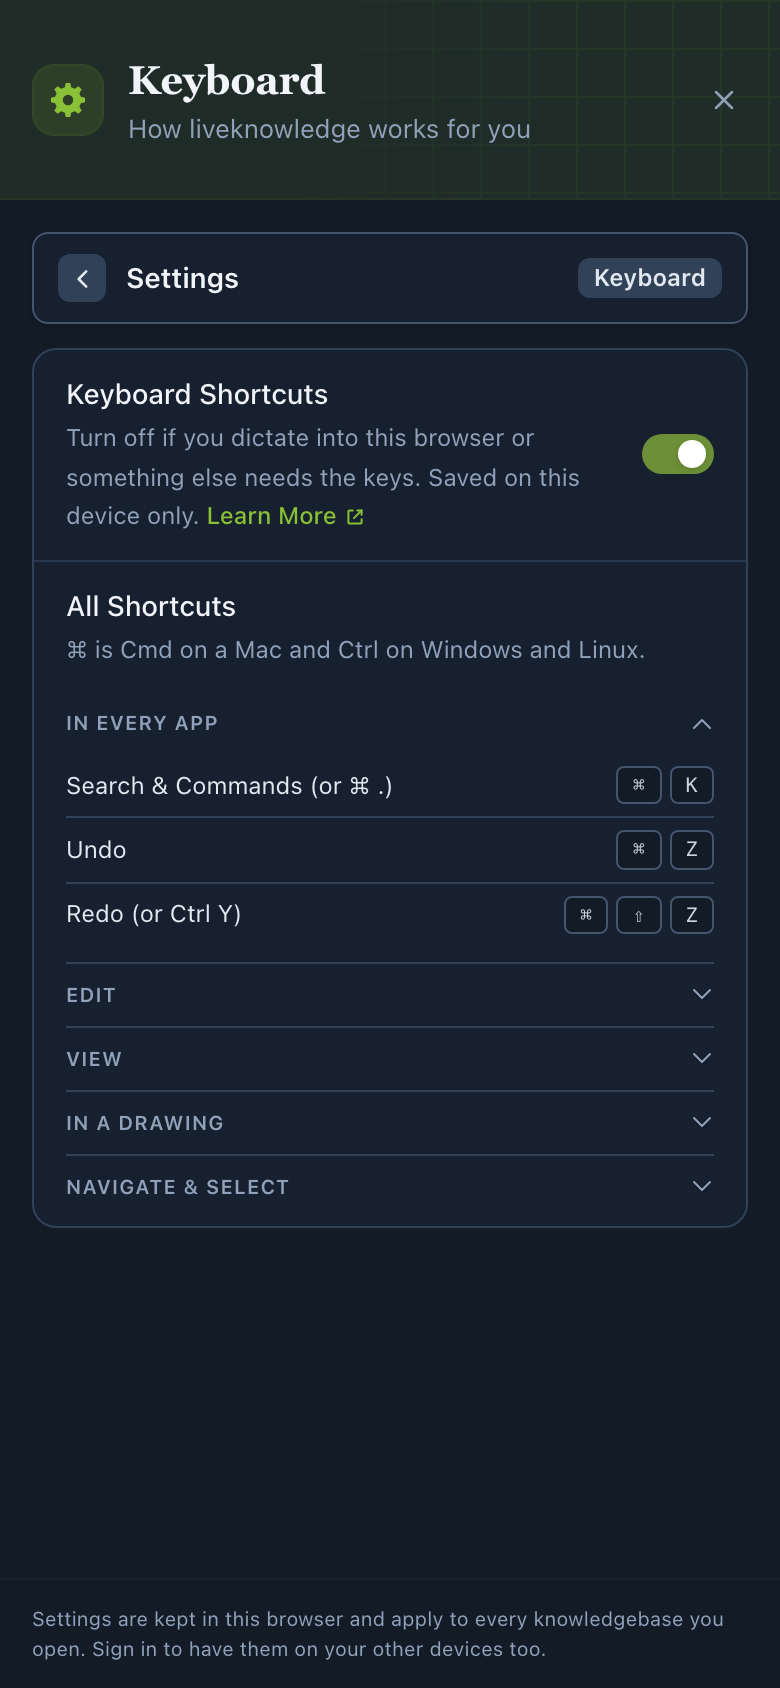 Keyboard
How liveknowledge works for you
Settings
Keyboard
Keyboard Shortcuts
Turn off if you dictate into this browser or
something else needs the keys. Saved on this
device only. Learn More
All Shortcuts
⌘ is Cmd on a Mac and Ctrl on Windows and Linux.
IN EVERY APP
Search & Commands (or ⌘ .) ⌘ K
Undo ⌘ Z
Redo (or Ctrl Y) ⌘ ⇧ Z
EDIT
VIEW
IN A DRAWING
NAVIGATE & SELECT
Settings are kept in this browser and apply to every knowledgebase you
open. Sign in to have them on your other devices too.